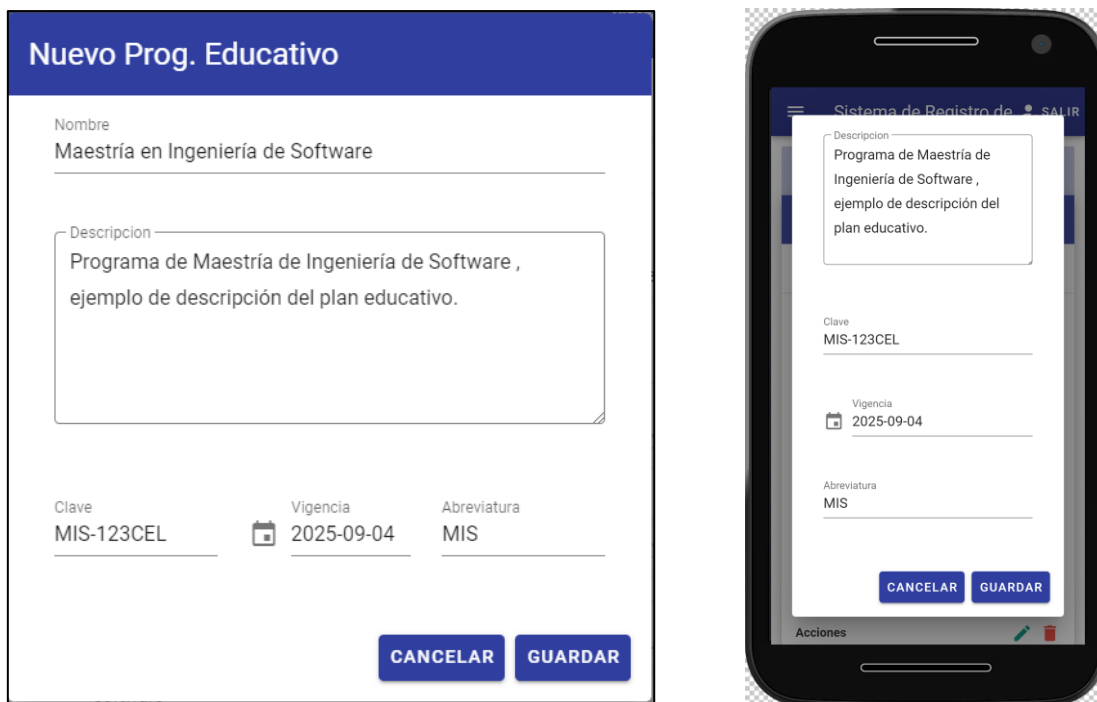 Nuevo Prog. Educativo
Nombre
Maestría en Ingeniería de Software
Descripcion
Programa de Maestría de Ingeniería de Software ,
ejemplo de descripción del plan educativo.
Clave
MIS-123CEL
Vigencia
2025-09-04
Abreviatura
MIS
CANCELAR
GUARDAR
Sistema de Registro de
SALIR
Descripcion
Programa de Maestría de
Ingeniería de Software ,
ejemplo de descripción del
plan educativo.
Clave
MIS-123CEL
Vigencia
2025-09-04
Abreviatura
MIS
CANCELAR
GUARDAR
Acciones